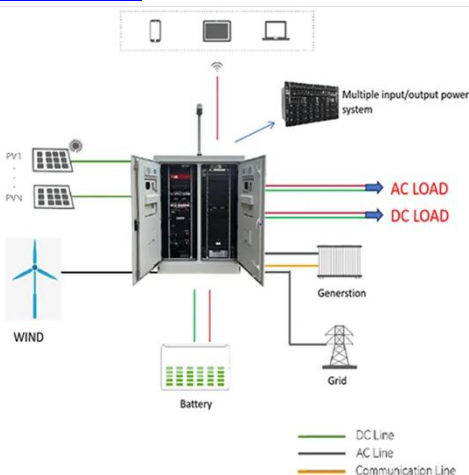 Multiple input/output power
system
PV1
PVN
AC LOAD
DC LOAD
WIND
Generstion
Battery
Grid
DC Line
AC Line
Communication Line